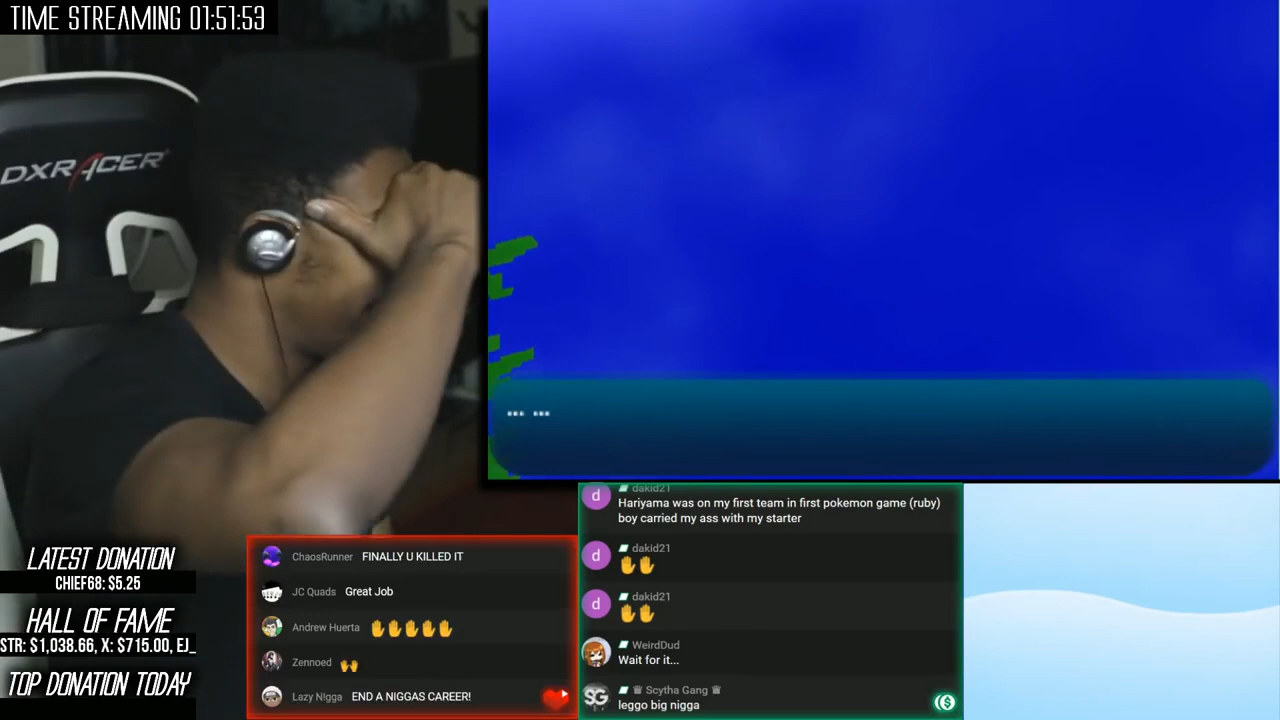 TIME STREAMING 01:51:53
DXRACER
... ...
dakid21
Hariyama was on my first team in first pokemon game (ruby)
boy carried my ass with my starter
d
dakid21
d
dakid21
d
WeirdDud
Wait for it...
SG
Scytha Gang
leggo big nigga
ChaosRunner FINALLY U KILLED IT
JC Quads Great Job
Andrew Huerta
Zennoed
Lazy N!gga END A NIGGAS CAREER!
LATEST DONATION
CHIEF68: $5.25
HALL OF FAME
STR: $1,038.66, X: $715.00, EJ_
TOP DONATION TODAY